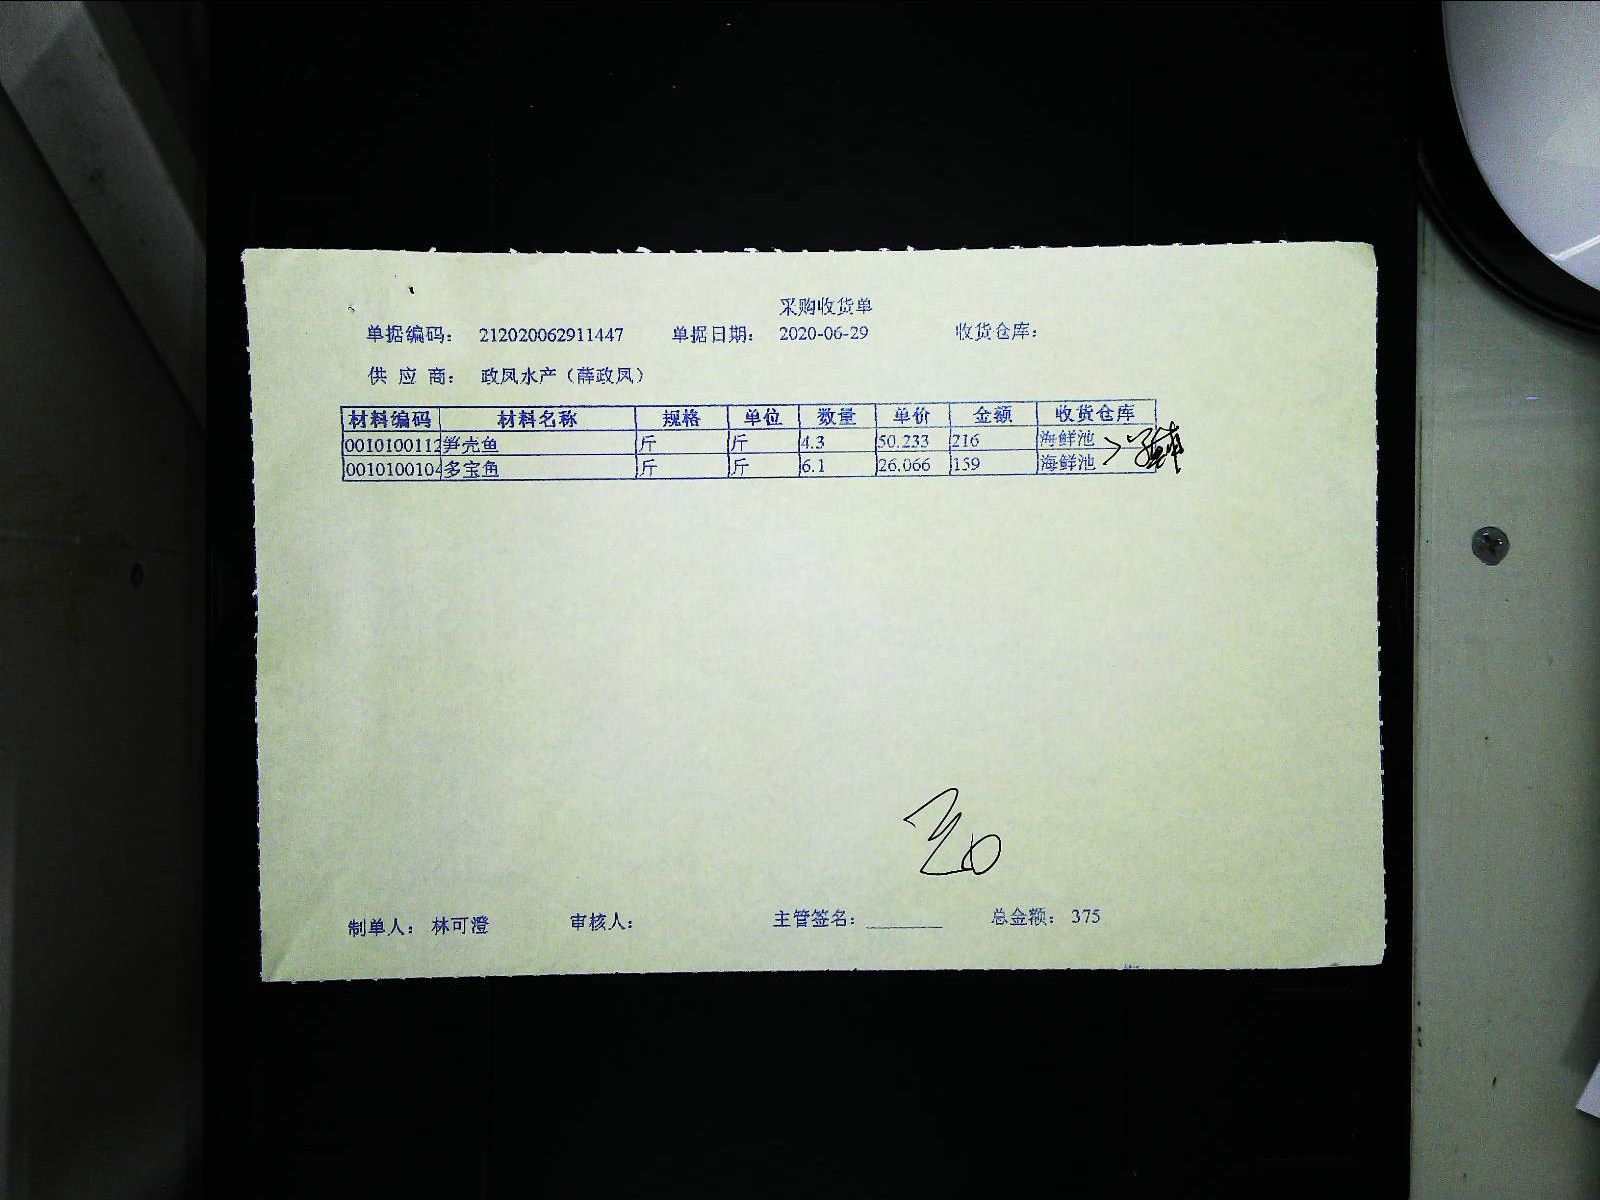 采购收货单
单据编码： 212020062911447 单据日期： 2020-06-29 收货仓库：
供 应 商： 政凤水产（薛政凤）
材料编码 材料名称 规格 单位 数量 单价 金额 收货仓库
0010100112 笋壳鱼 斤 斤 4.3 50.233 216 海鲜池
0010100104 多宝鱼 斤 斤 6.1 26.066 159 海鲜池
制单人： 林可澄 审核人： 主管签名： 总金额： 375